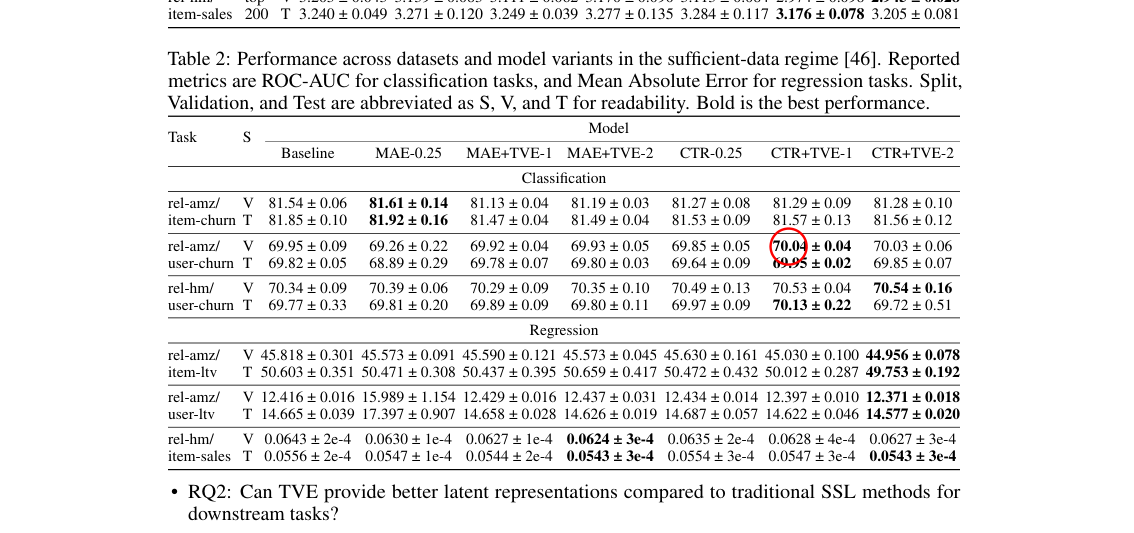 item-sales 200 T 3.240 ± 0.049 3.271 ± 0.120 3.249 ± 0.039 3.277 ± 0.135 3.284 ± 0.117 3.176 ± 0.078 3.205 ± 0.081
Table 2: Performance across datasets and model variants in the sufficient-data regime [46]. Reported
metrics are ROC-AUC for classification tasks, and Mean Absolute Error for regression tasks. Split,
Validation, and Test are abbreviated as S, V, and T for readability. Bold is the best performance.
Task S Model
Baseline MAE-0.25 MAE+TVE-1 MAE+TVE-2 CTR-0.25 CTR+TVE-1 CTR+TVE-2
Classification
rel-amz/ V 81.54 ± 0.06 81.61 ± 0.14 81.13 ± 0.04 81.19 ± 0.03 81.27 ± 0.08 81.29 ± 0.09 81.28 ± 0.10
item-churn T 81.85 ± 0.10 81.92 ± 0.16 81.47 ± 0.04 81.49 ± 0.04 81.53 ± 0.09 81.57 ± 0.13 81.56 ± 0.12
rel-amz/ V 69.95 ± 0.09 69.26 ± 0.22 69.92 ± 0.04 69.93 ± 0.05 69.85 ± 0.05 70.04 ± 0.04 70.03 ± 0.06
user-churn T 69.82 ± 0.05 68.89 ± 0.29 69.78 ± 0.07 69.80 ± 0.03 69.64 ± 0.09 69.95 ± 0.02 69.85 ± 0.07
rel-hm/ V 70.34 ± 0.09 70.39 ± 0.06 70.29 ± 0.09 70.35 ± 0.10 70.49 ± 0.13 70.53 ± 0.04 70.54 ± 0.16
user-churn T 69.77 ± 0.33 69.81 ± 0.20 69.89 ± 0.09 69.80 ± 0.11 69.97 ± 0.09 70.13 ± 0.22 69.72 ± 0.51
Regression
rel-amz/ V 45.818 ± 0.301 45.573 ± 0.091 45.590 ± 0.121 45.573 ± 0.045 45.630 ± 0.161 45.030 ± 0.100 44.956 ± 0.078
item-ltv T 50.603 ± 0.351 50.471 ± 0.308 50.437 ± 0.395 50.659 ± 0.417 50.472 ± 0.432 50.012 ± 0.287 49.753 ± 0.192
rel-amz/ V 12.416 ± 0.016 15.989 ± 1.154 12.429 ± 0.016 12.437 ± 0.031 12.434 ± 0.014 12.397 ± 0.010 12.371 ± 0.018
user-ltv T 14.665 ± 0.039 17.397 ± 0.907 14.658 ± 0.028 14.626 ± 0.019 14.687 ± 0.057 14.622 ± 0.046 14.577 ± 0.020
rel-hm/ V 0.0643 ± 2e-4 0.0630 ± 1e-4 0.0627 ± 1e-4 0.0624 ± 3e-4 0.0635 ± 2e-4 0.0628 ± 4e-4 0.0627 ± 3e-4
item-sales T 0.0556 ± 2e-4 0.0547 ± 1e-4 0.0544 ± 2e-4 0.0543 ± 3e-4 0.0554 ± 3e-4 0.0547 ± 3e-4 0.0543 ± 3e-4
• RQ2: Can TVE provide better latent representations compared to traditional SSL methods for
downstream tasks?